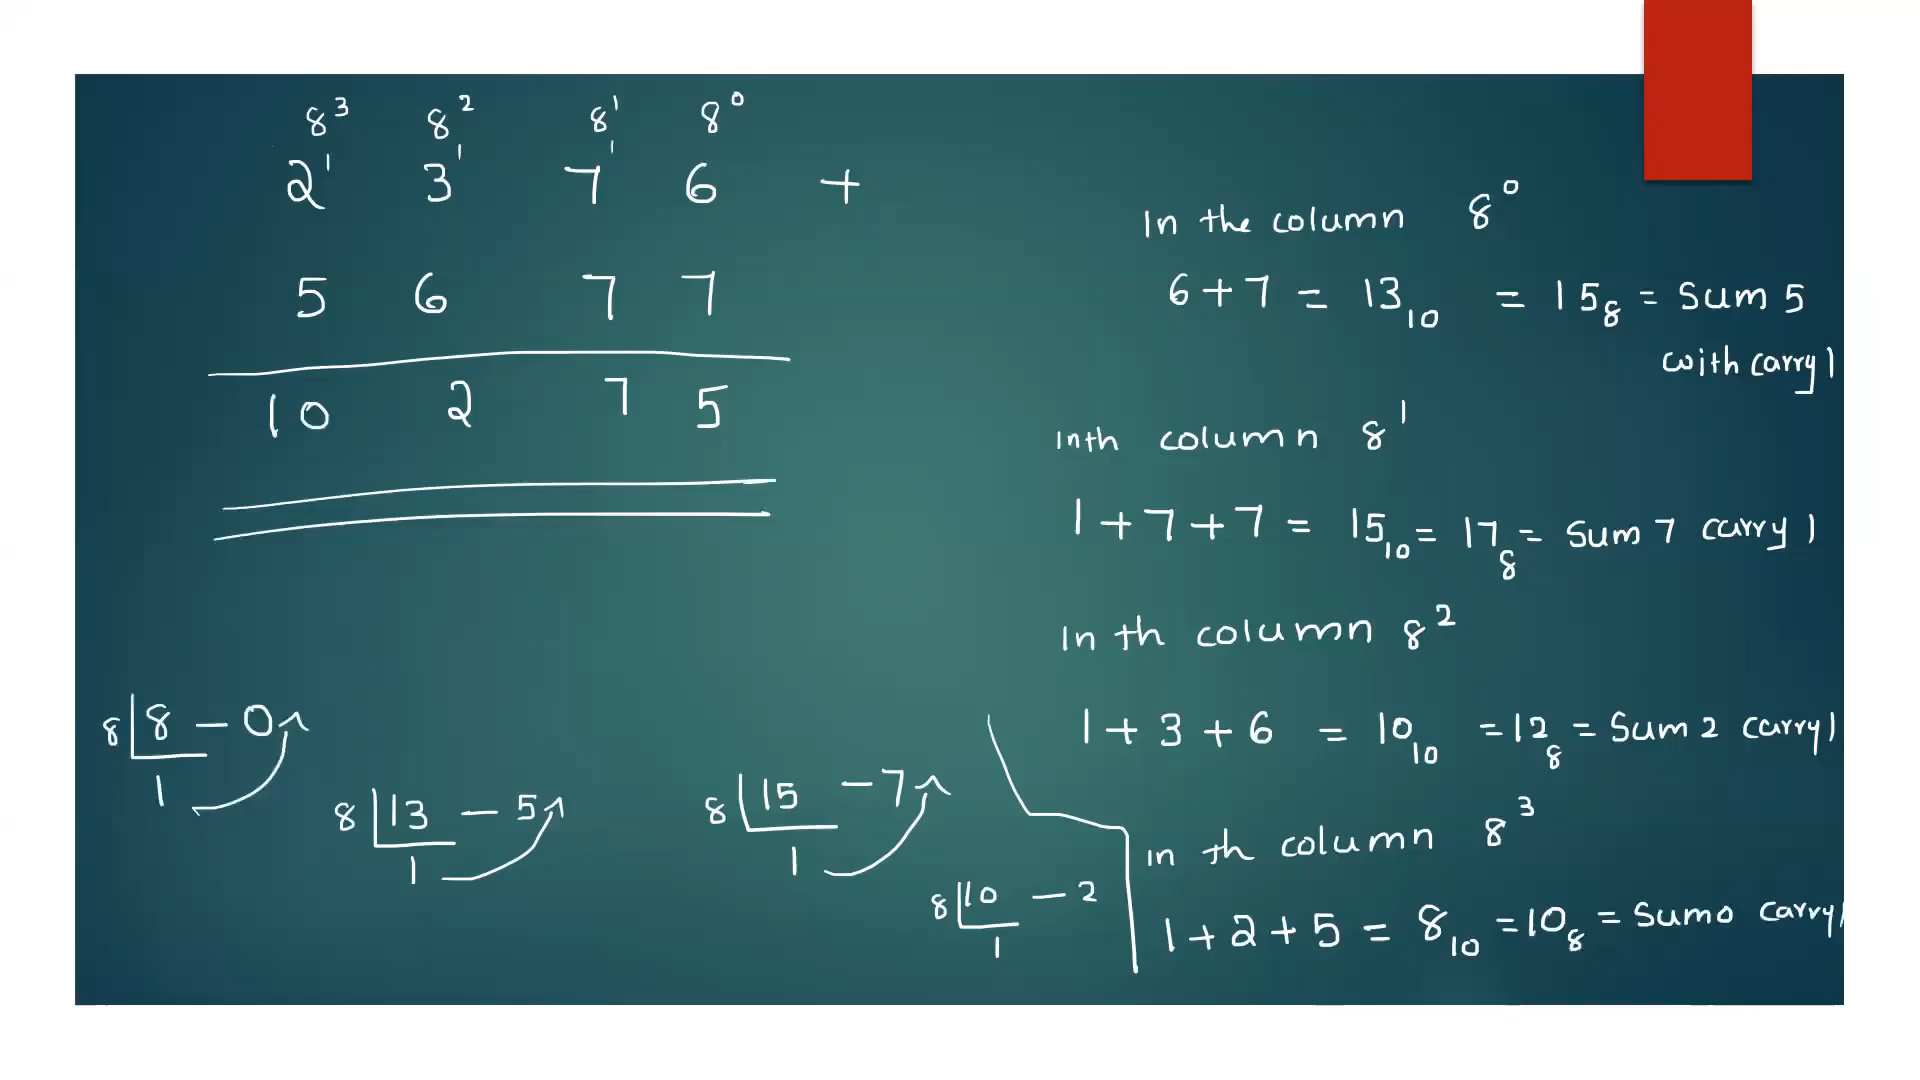 8³ 8² 8¹ 8⁰
2¹ 3¹ 7¹ 6 +
5 6 7 7
10 2 7 5
8 8 – 0
1
8 13 – 5
1
8 15 – 7
1
8 10 – 2
1
In the column 8⁰
6 + 7 = 13₁₀ = 15₈ = Sum 5
with carry 1
Inth column 8¹
1 + 7 + 7 = 15₁₀ = 17₈ = Sum 7 carry 1
In th column 8²
1 + 3 + 6 = 10₁₀ = 12₈ = Sum 2 carry 1
in th column 8³
1 + 2 + 5 = 8₁₀ = 10₈ = Sum 0 carry 1